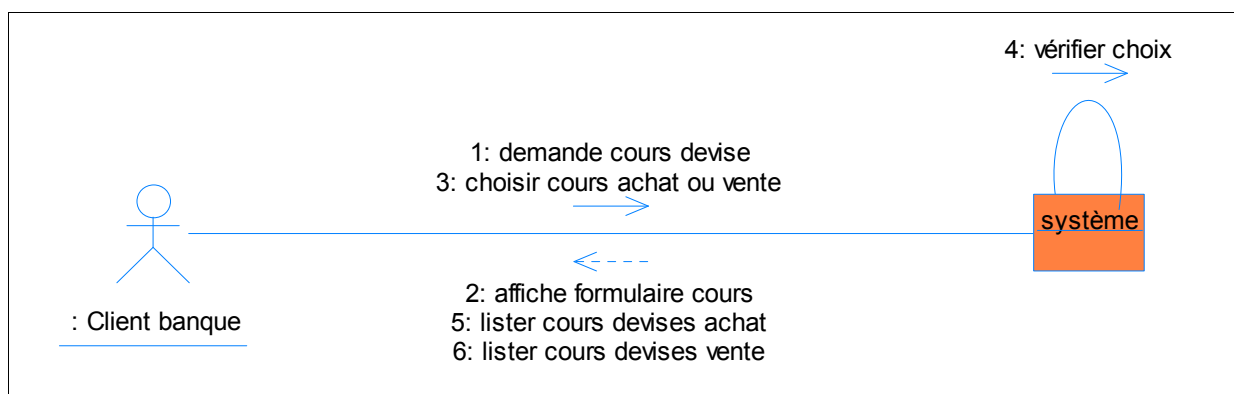 4: vérifier choix
1: demande cours devise
3: choisir cours achat ou vente
système
2: affiche formulaire cours
: Client banque
5: lister cours devises achat
6: lister cours devises vente